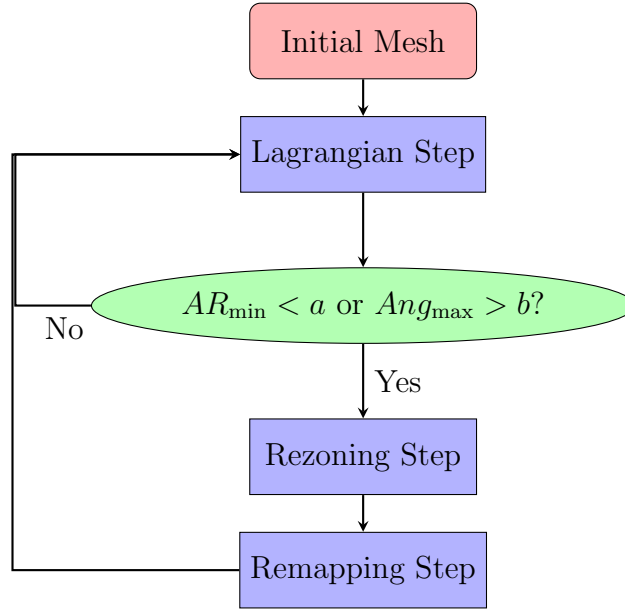 Initial Mesh
Lagrangian Step
AR_min < a or Ang_max > b?
No
Yes
Rezoning Step
Remapping Step